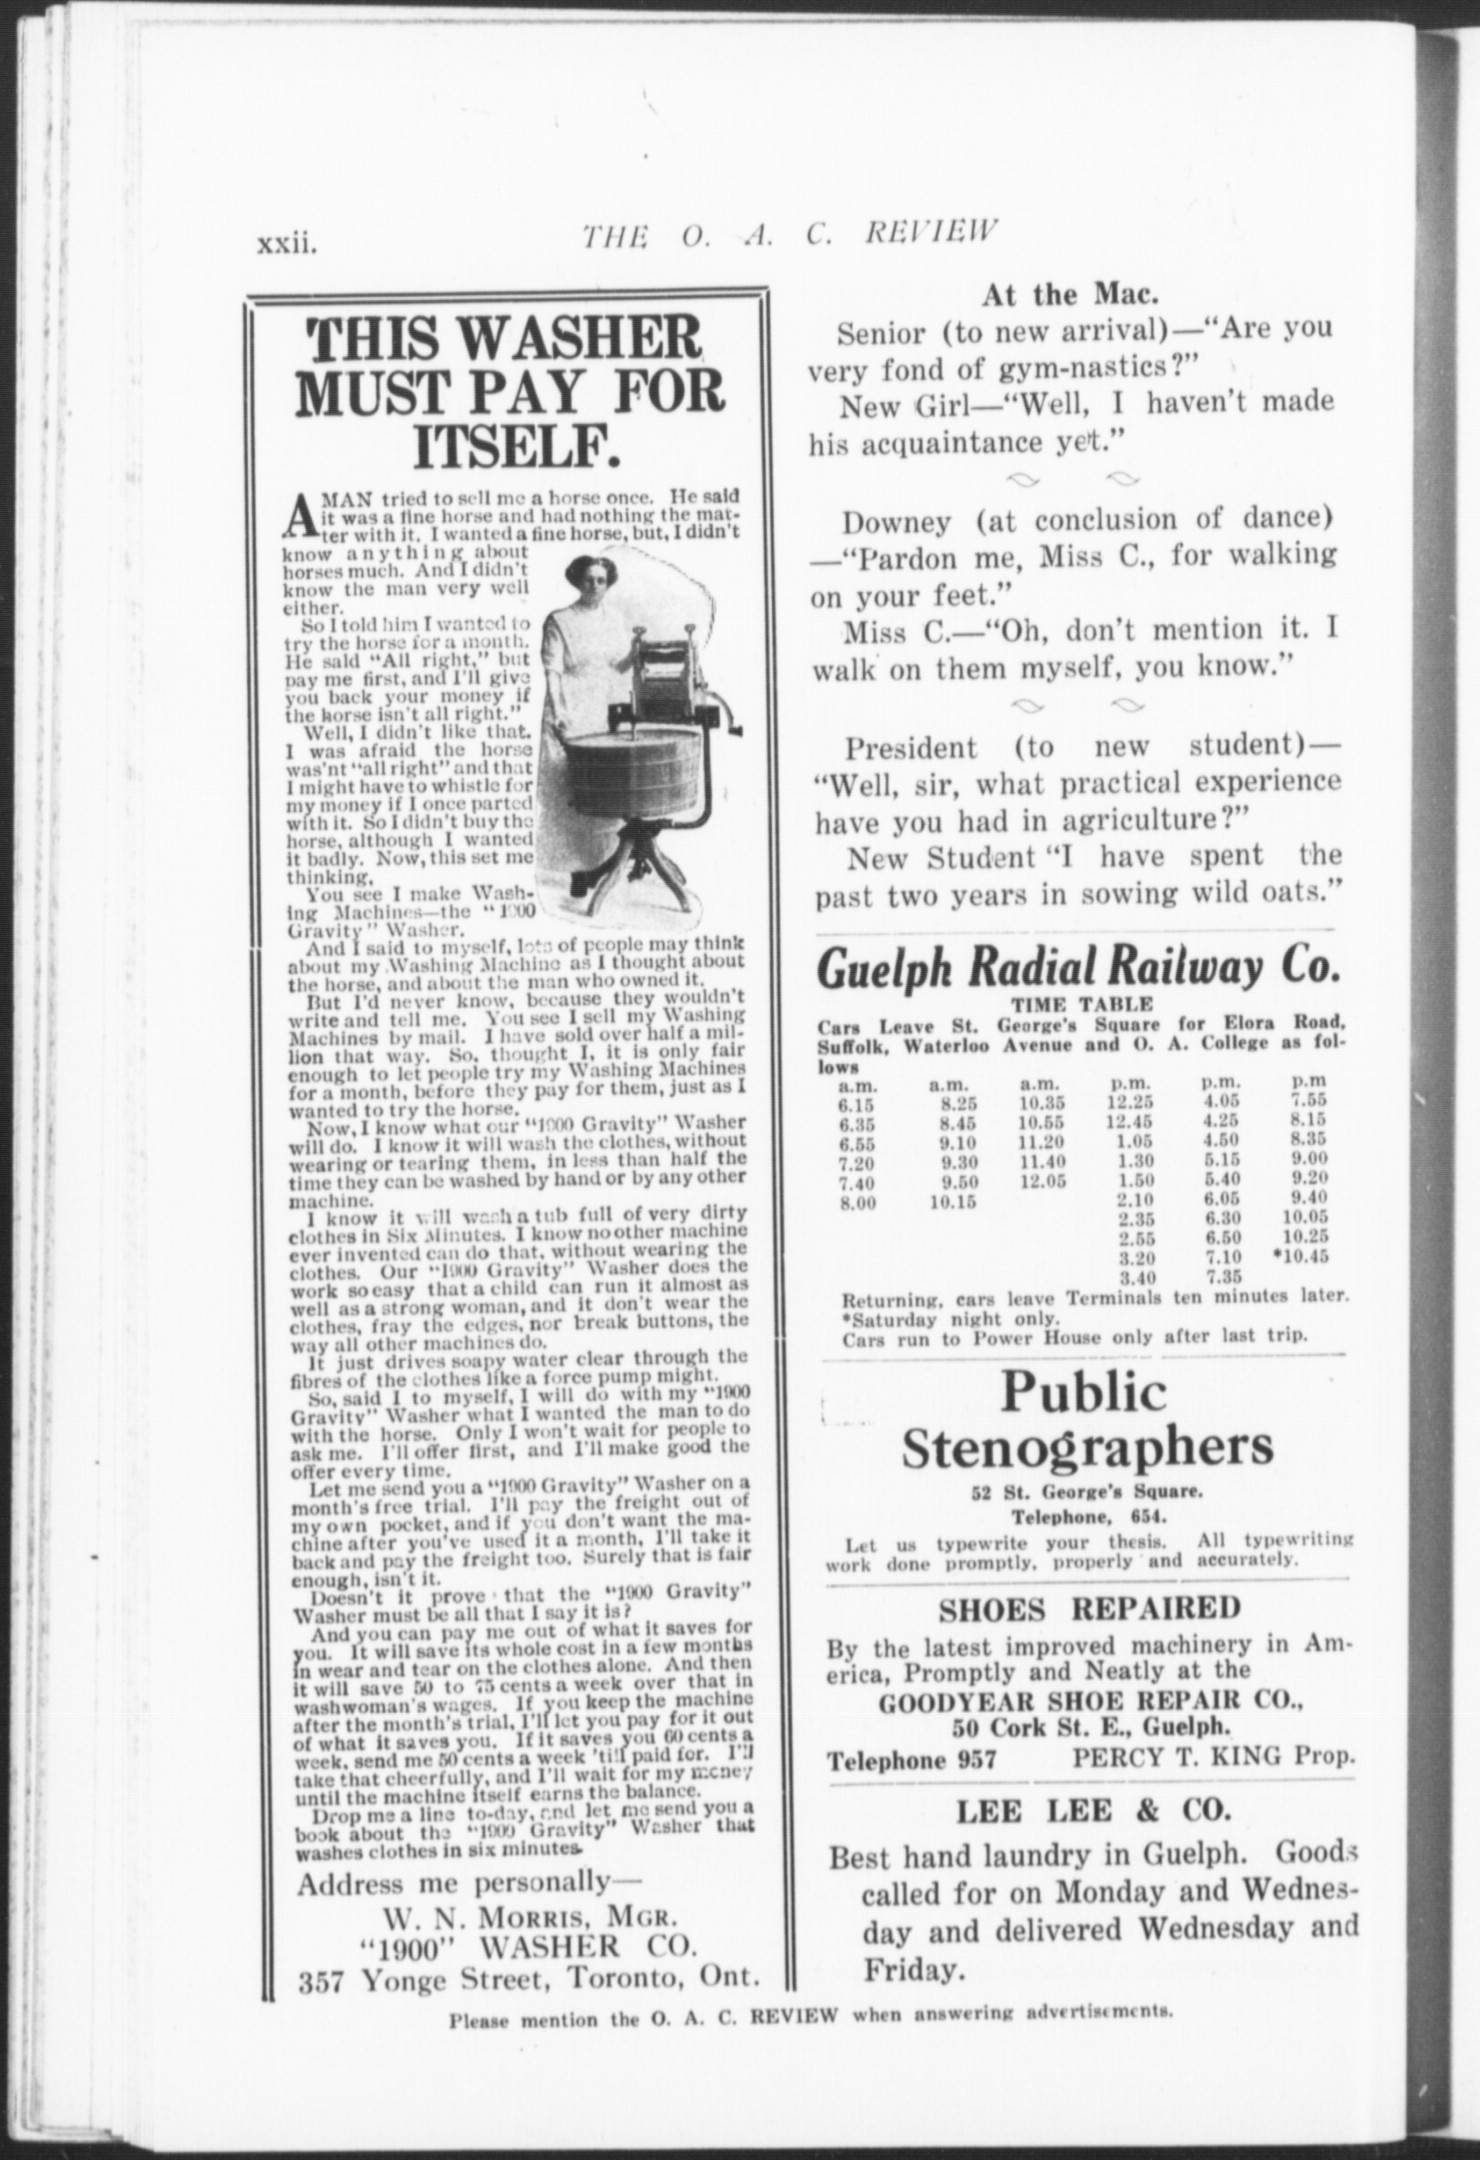 xxii.
THE O. A. C. REVIEW
THIS WASHER
MUST PAY FOR
ITSELF.
A MAN tried to sell me a horse once. He said
it was a fine horse and had nothing the mat-
ter with it. I wanted a fine horse, but, I didn't
know anything about
horses much. And I didn't
know the man very well
either.
So I told him I wanted to
try the horse for a month.
He said "All right," but
pay me first, and I'll give
you back your money if
the horse isn't all right."
Well, I didn't like that.
I was afraid the horse
was'nt "all right" and that
I might have to whistle for
my money if I once parted
with it. So I didn't buy the
horse, although I wanted
it badly. Now, this set me
thinking.
You see I make Wash-
ing Machines—the "1900
Gravity" Washer.
And I said to myself, lots of people may think
about my Washing Machine as I thought about
the horse, and about the man who owned it.
But I'd never know, because they wouldn't
write and tell me. You see I sell my Washing
Machines by mail. I have sold over half a mil-
lion that way. So, thought I, it is only fair
enough to let people try my Washing Machines
for a month, before they pay for them, just as I
wanted to try the horse.
Now, I know what our "1900 Gravity" Washer
will do. I know it will wash the clothes, without
wearing or tearing them, in less than half the
time they can be washed by hand or by any other
machine.
I know it will wash a tub full of very dirty
clothes in Six Minutes. I know no other machine
ever invented can do that, without wearing the
clothes. Our "1900 Gravity" Washer does the
work so easy that a child can run it almost as
well as a strong woman, and it don't wear the
clothes, fray the edges, nor break buttons, the
way all other machines do.
It just drives soapy water clear through the
fibres of the clothes like a force pump might.
So, said I to myself, I will do with my "1900
Gravity" Washer what I wanted the man to do
with the horse. Only I won't wait for people to
ask me. I'll offer first, and I'll make good the
offer every time.
Let me send you a "1900 Gravity" Washer on a
month's free trial. I'll pay the freight out of
my own pocket, and if you don't want the ma-
chine after you've used it a month, I'll take it
back and pay the freight too. Surely that is fair
enough, isn't it.
Doesn't it prove that the "1900 Gravity"
Washer must be all that I say it is?
And you can pay me out of what it saves for
you. It will save its whole cost in a few months
in wear and tear on the clothes alone. And then
it will save 50 to 75 cents a week over that in
washwoman's wages. If you keep the machine
after the month's trial, I'll let you pay for it out
of what it saves you. If it saves you 60 cents a
week, send me 50 cents a week 'till paid for. I'll
take that cheerfully, and I'll wait for my money
until the machine itself earns the balance.
Drop me a line to-day, and let me send you a
book about the "1900 Gravity" Washer that
washes clothes in six minutes.
Address me personally—
W. N. MORRIS, MGR.
"1900" WASHER CO.
357 Yonge Street, Toronto, Ont.
At the Mac.
Senior (to new arrival)—"Are you
very fond of gym-nastics?"
New Girl—"Well, I haven't made
his acquaintance yet."
Downey (at conclusion of dance)
—"Pardon me, Miss C., for walking
on your feet."
Miss C.—"Oh, don't mention it. I
walk on them myself, you know."
President (to new student)—
"Well, sir, what practical experience
have you had in agriculture?"
New Student "I have spent the
past two years in sowing wild oats."
Guelph Radial Railway Co.
TIME TABLE
Cars Leave St. George's Square for Elora Road,
Suffolk, Waterloo Avenue and O. A. College as fol-
lows
a.m. a.m. a.m. p.m. p.m. p.m
6.15 8.25 10.35 12.25 4.05 7.55
6.35 8.45 10.55 12.45 4.25 8.15
6.55 9.10 11.20 1.05 4.50 8.35
7.20 9.30 11.40 1.30 5.15 9.00
7.40 9.50 12.05 1.50 5.40 9.20
8.00 10.15 2.10 6.05 9.40
2.35 6.30 10.05
2.55 6.50 10.25
3.20 7.10 *10.45
3.40 7.35
Returning, cars leave Terminals ten minutes later.
*Saturday night only.
Cars run to Power House only after last trip.
Public
Stenographers
52 St. George's Square.
Telephone, 654.
Let us typewrite your thesis. All typewriting
work done promptly, properly and accurately.
SHOES REPAIRED
By the latest improved machinery in Am-
erica, Promptly and Neatly at the
GOODYEAR SHOE REPAIR CO.,
50 Cork St. E., Guelph.
Telephone 957 PERCY T. KING Prop.
LEE LEE & CO.
Best hand laundry in Guelph. Goods
called for on Monday and Wednes-
day and delivered Wednesday and
Friday.
Please mention the O. A. C. REVIEW when answering advertisements.